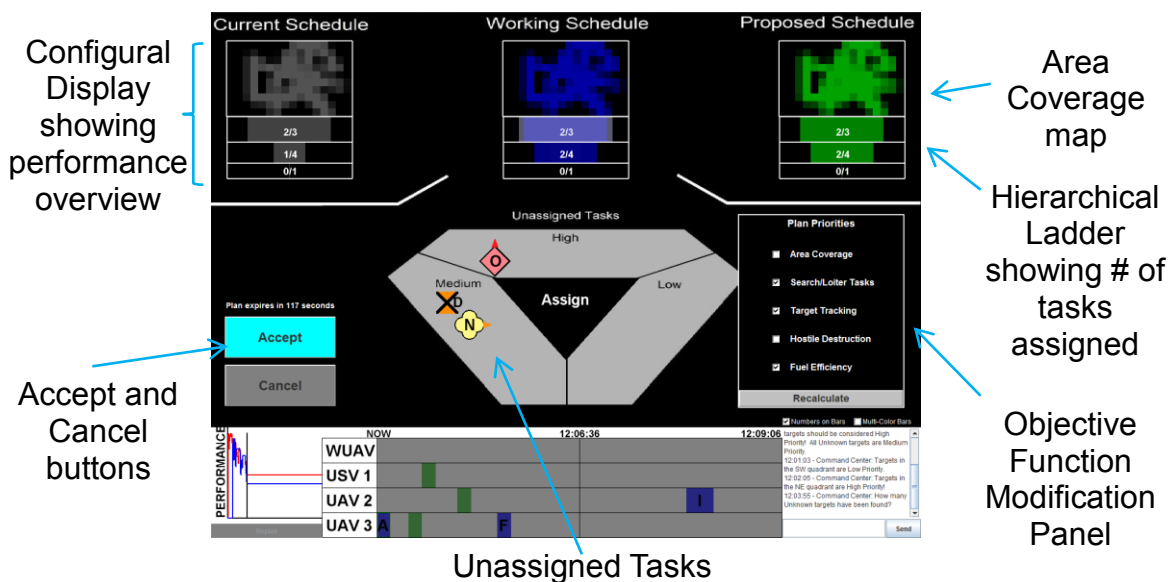 Current Schedule
Working Schedule
Proposed Schedule
Configural
Display
showing
performance
overview
2/3
1/4
0/1
2/3
2/4
0/1
2/3
2/4
0/1
Area
Coverage
map
Hierarchical
Ladder
showing # of
tasks
assigned
Unassigned Tasks
High
Medium
Low
O
D
N
Assign
Plan Priorities
Area Coverage
Search/Loiter Tasks
Target Tracking
Hostile Destruction
Fuel Efficiency
Recalculate
Plan expires in 117 seconds
Accept
Cancel
Accept and
Cancel
buttons
Objective
Function
Modification
Panel
Numbers on Bars
Multi-Color Bars
PERFORMANCE
NOW
12:06:36
12:09:06
WUAV
USV 1
UAV 2
I
UAV 3
A
F
targets should be considered High
Priority! All Unknown targets are Medium
Priority.
12:01:03 - Command Center: Targets in
the SW quadrant are Low Priority.
12:02:05 - Command Center: Targets in
the NE quadrant are High Priority!
12:03:55 - Command Center: How many
Unknown targets have been found?
Send
Unassigned Tasks